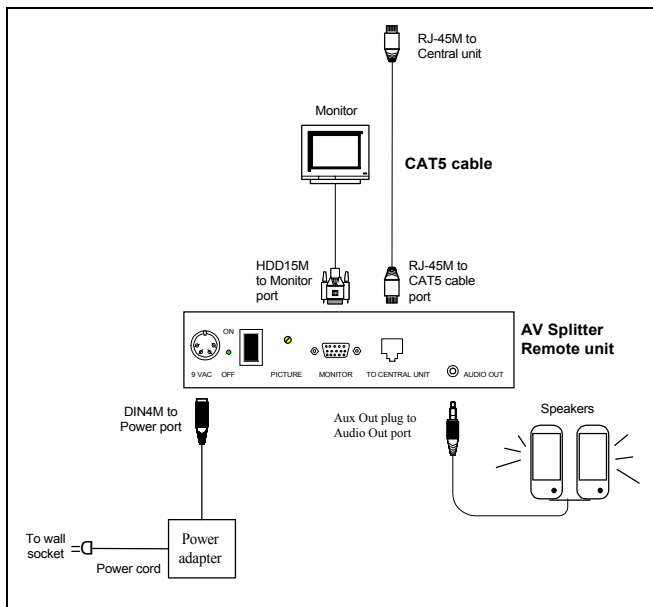 RJ-45M to
Central unit
Monitor
CAT5 cable
HDD15M
to Monitor
port
RJ-45M to
CAT5 cable
port
AV Splitter
Remote unit
ON
9 VAC OFF PICTURE MONITOR TO CENTRAL UNIT AUDIO OUT
DIN4M to
Power port
Aux Out plug to
Audio Out port
Speakers
To wall
socket
Power cord
Power
adapter